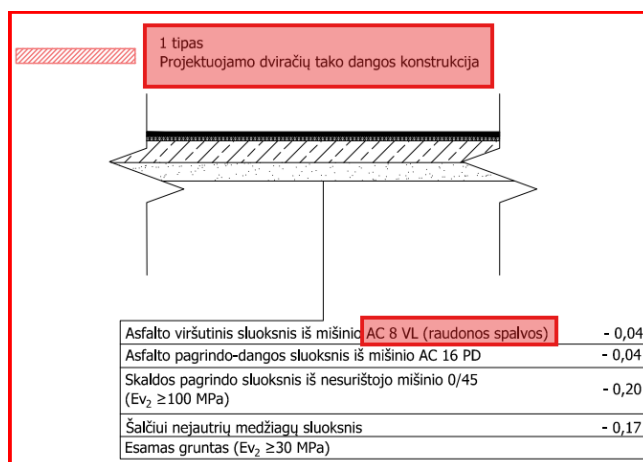 1 tipas
Projektuojamo dviračių tako dangos konstrukcija
Asfalto viršutinis sluoksnis iš mišinio AC 8 VL (raudonos spalvos) - 0,04
Asfalto pagrindo-dangos sluoksnis iš mišinio AC 16 PD - 0,04
Skaldos pagrindo sluoksnis iš nesurištojo mišinio 0/45
(Ev₂ ≥100 MPa) - 0,20
Šalčiui nejautrių medžiagų sluoksnis - 0,17
Esamas gruntas (Ev₂ ≥30 MPa)